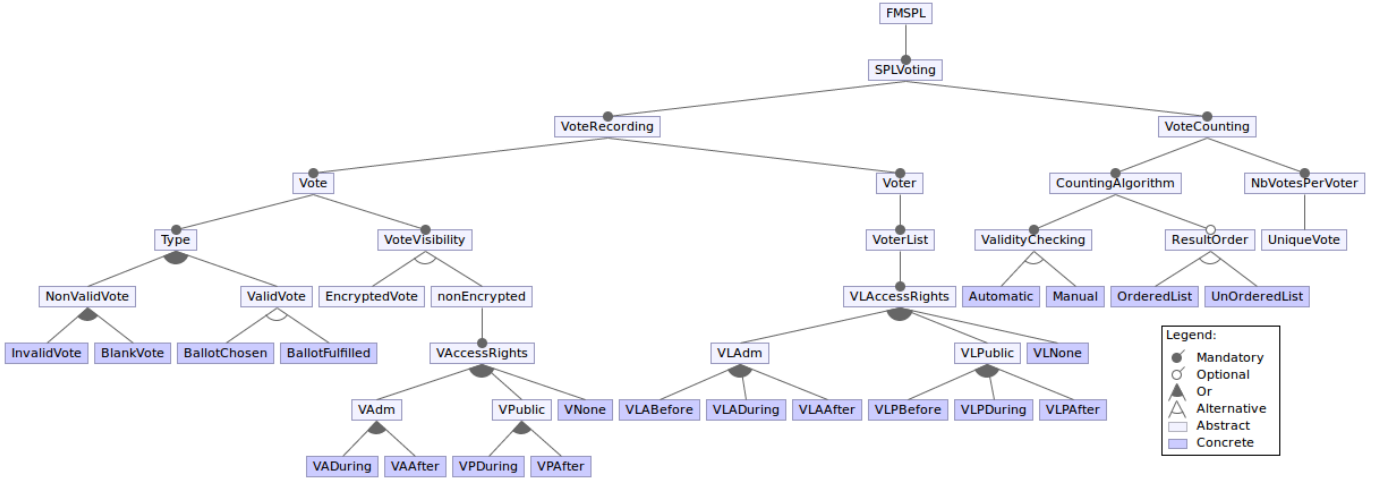 FMSPL
SPLVoting
VoteRecording VoteCounting
Vote Voter CountingAlgorithm NbVotesPerVoter
Type VoteVisibility VoterList ValidityChecking ResultOrder UniqueVote
NonValidVote ValidVote EncryptedVote nonEncrypted VLAccessRights Automatic Manual OrderedList UnOrderedList
InvalidVote BlankVote BallotChosen BallotFulfilled VAccessRights VLAdm VLPublic VLNone
VAdm VPublic VNone VLABefore VLADuring VLAAfter VLPBefore VLPDuring VLPAfter
VADuring VAAfter VPDuring VPAfter
Legend:
Mandatory
Optional
Or
Alternative
Abstract
Concrete